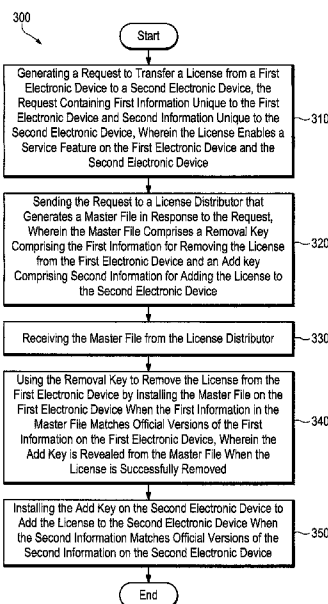 300
Start
Generating a Request to Transfer a License from a First
Electronic Device to a Second Electronic Device, the
Request Containing First Information Unique to the First
Electronic Device and Second Information Unique to the
Second Electronic Device, Wherein the License Enables a
Service Feature on the First Electronic Device and the
Second Electronic Device
310
Sending the Request to a License Distributor that
Generates a Master File in Response to the Request,
Wherein the Master File Comprises a Removal Key
Comprising the First Information for Removing the License
from the First Electronic Device and an Add key
Comprising Second Information for Adding the License to
the Second Electronic Device
320
Receiving the Master File from the License Distributor
330
Using the Removal Key to Remove the License from the
First Electronic Device by Installing the Master File on the
First Electronic Device When the First Information in the
Master File Matches Official Versions of the First
Information on the First Electronic Device, Wherein the
Add Key is Revealed from the Master File When the
License is Successfully Removed
340
Installing the Add Key on the Second Electronic Device to
Add the License to the Second Electronic Device When
the Second Information Matches Official Versions of the
Second Information on the Second Electronic Device
350
End